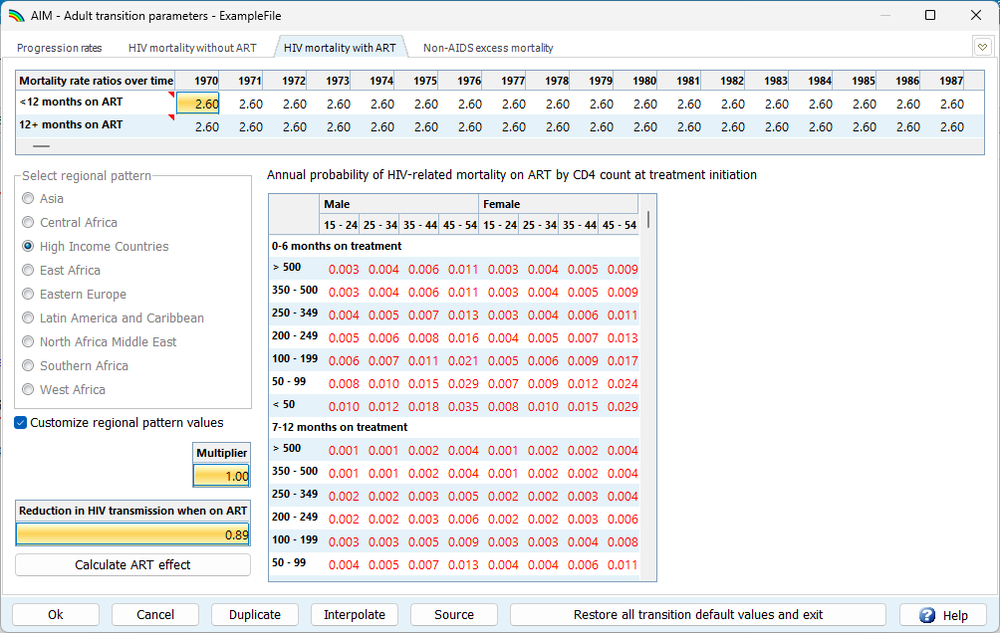 AIM - Adult transition parameters - ExampleFile
Progression rates HIV mortality without ART HIV mortality with ART Non-AIDS excess mortality
Mortality rate ratios over time 1970 1971 1972 1973 1974 1975 1976 1977 1978 1979 1980 1981 1982 1983 1984 1985 1986 1987
<12 months on ART 2.60 2.60 2.60 2.60 2.60 2.60 2.60 2.60 2.60 2.60 2.60 2.60 2.60 2.60 2.60 2.60 2.60 2.60
12+ months on ART 2.60 2.60 2.60 2.60 2.60 2.60 2.60 2.60 2.60 2.60 2.60 2.60 2.60 2.60 2.60 2.60 2.60 2.60
Select regional pattern
Asia
Central Africa
High Income Countries
East Africa
Eastern Europe
Latin America and Caribbean
North Africa Middle East
Southern Africa
West Africa
Customize regional pattern values
Multiplier
1.00
Reduction in HIV transmission when on ART
0.89
Calculate ART effect
Annual probability of HIV-related mortality on ART by CD4 count at treatment initiation
Male Female
15 - 24 25 - 34 35 - 44 45 - 54 15 - 24 25 - 34 35 - 44 45 - 54
0-6 months on treatment
> 500 0.003 0.004 0.006 0.011 0.003 0.004 0.005 0.009
350 - 500 0.003 0.004 0.006 0.011 0.003 0.004 0.005 0.009
250 - 349 0.004 0.005 0.007 0.013 0.003 0.004 0.006 0.011
200 - 249 0.005 0.006 0.008 0.016 0.004 0.005 0.007 0.013
100 - 199 0.006 0.007 0.011 0.021 0.005 0.006 0.009 0.017
50 - 99 0.008 0.010 0.015 0.029 0.007 0.009 0.012 0.024
< 50 0.010 0.012 0.018 0.035 0.008 0.010 0.015 0.029
7-12 months on treatment
> 500 0.001 0.001 0.002 0.004 0.001 0.002 0.002 0.004
350 - 500 0.001 0.001 0.002 0.004 0.001 0.002 0.002 0.004
250 - 349 0.002 0.002 0.003 0.005 0.002 0.002 0.003 0.004
200 - 249 0.002 0.002 0.003 0.006 0.002 0.002 0.003 0.006
100 - 199 0.003 0.003 0.005 0.009 0.003 0.003 0.004 0.008
50 - 99 0.004 0.005 0.007 0.013 0.004 0.004 0.006 0.011
Ok Cancel Duplicate Interpolate Source Restore all transition default values and exit Help